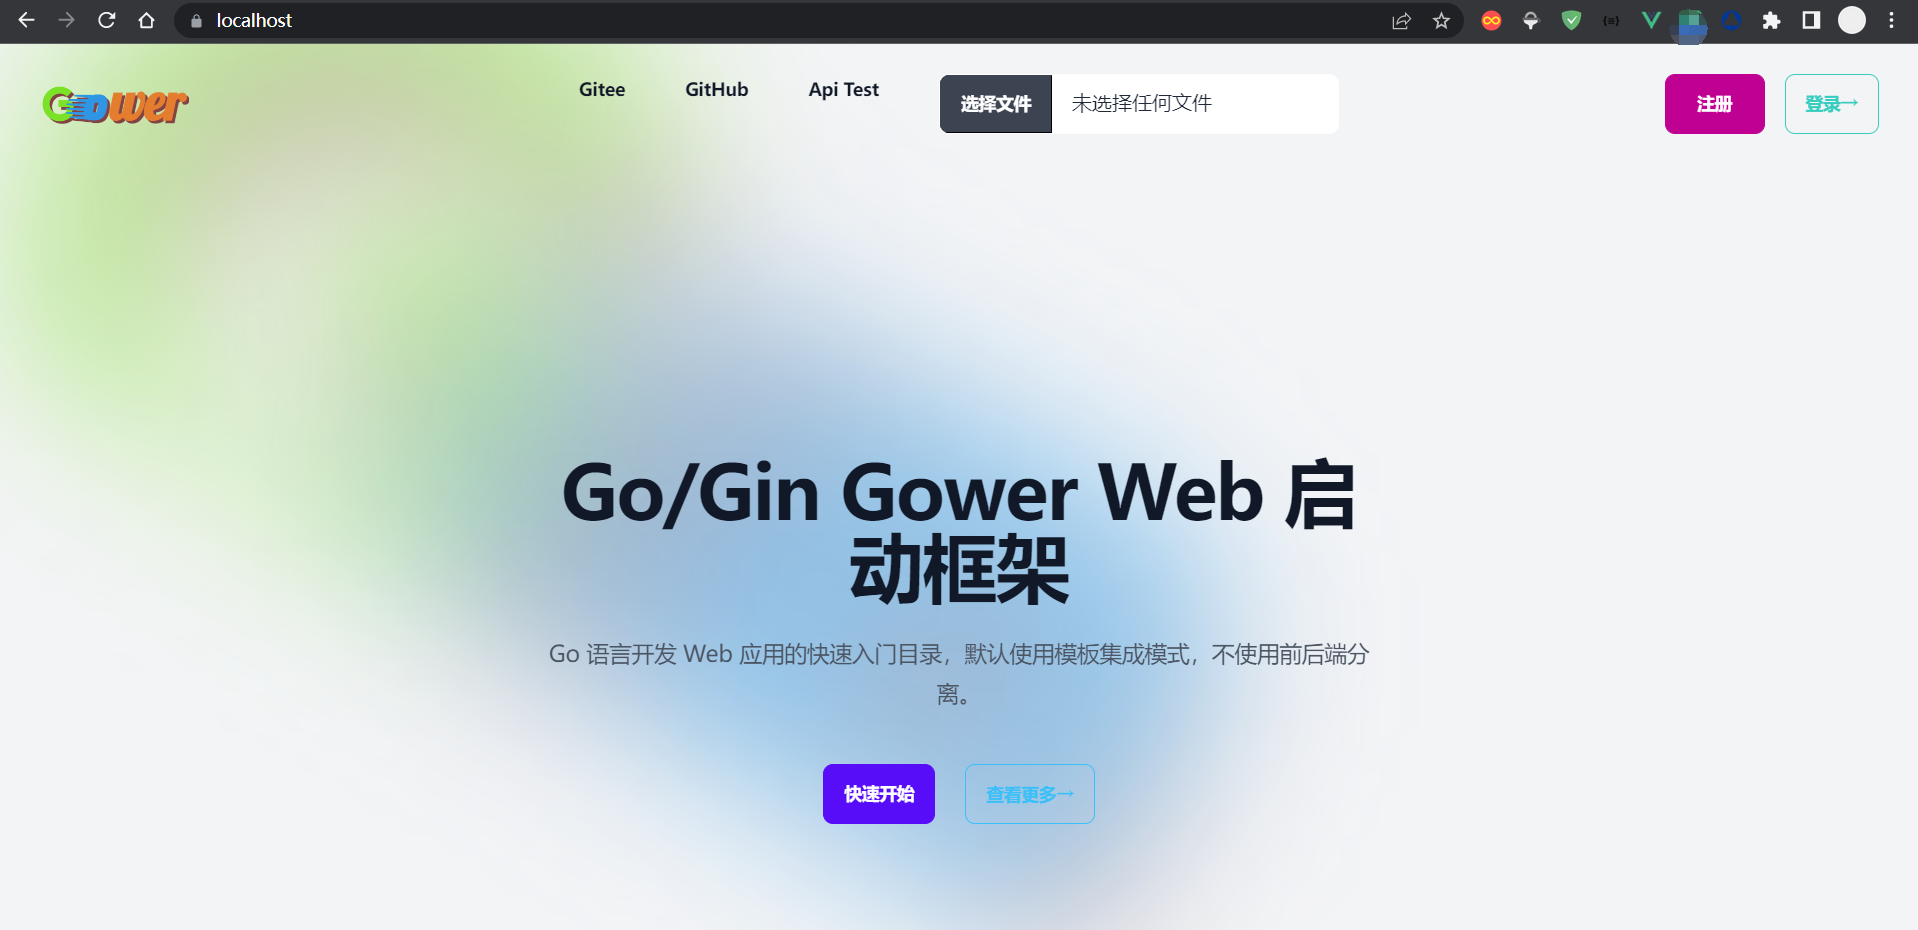 localhost
Gower
Gitee
GitHub
Api Test
选择文件
未选择任何文件
注册
登录→
Go/Gin Gower Web 启
动框架
Go 语言开发 Web 应用的快速入门目录，默认使用模板集成模式，不使用前后端分
离。
快速开始
查看更多→